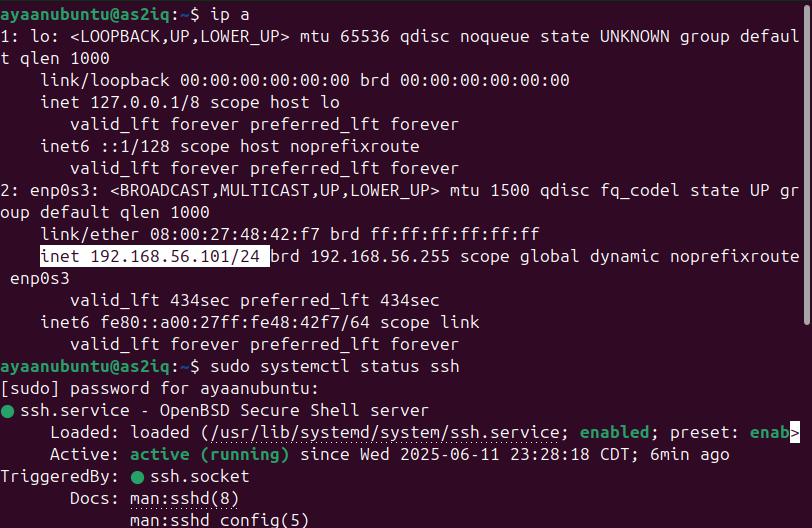 ayaanubuntu@as2iq:~$ ip a
1: lo: <LOOPBACK,UP,LOWER_UP> mtu 65536 qdisc noqueue state UNKNOWN group defaul
t qlen 1000
    link/loopback 00:00:00:00:00:00 brd 00:00:00:00:00:00
    inet 127.0.0.1/8 scope host lo
       valid_lft forever preferred_lft forever
    inet6 ::1/128 scope host noprefixroute
       valid_lft forever preferred_lft forever
2: enp0s3: <BROADCAST,MULTICAST,UP,LOWER_UP> mtu 1500 qdisc fq_codel state UP gr
oup default qlen 1000
    link/ether 08:00:27:48:42:f7 brd ff:ff:ff:ff:ff:ff
    inet 192.168.56.101/24 brd 192.168.56.255 scope global dynamic noprefixroute
 enp0s3
       valid_lft 434sec preferred_lft 434sec
    inet6 fe80::a00:27ff:fe48:42f7/64 scope link
       valid_lft forever preferred_lft forever
ayaanubuntu@as2iq:~$ sudo systemctl status ssh
[sudo] password for ayaanubuntu:
● ssh.service - OpenBSD Secure Shell server
     Loaded: loaded (/usr/lib/systemd/system/ssh.service; enabled; preset: enab>
     Active: active (running) since Wed 2025-06-11 23:28:18 CDT; 6min ago
TriggeredBy: ● ssh.socket
       Docs: man:sshd(8)
             man:sshd_config(5)